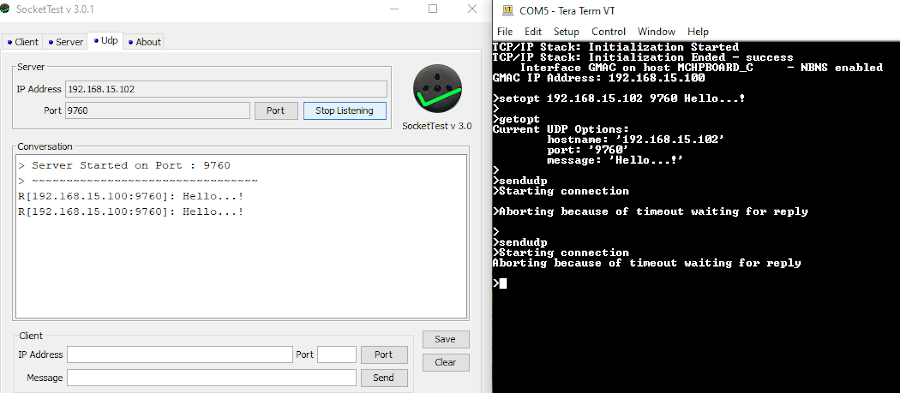 SocketTest v 3.0.1
Client
Server
Udp
About
Server
IP Address 192.168.15.102
Port 9760 Port Stop Listening
SocketTest v 3.0
Conversation
> Server Started on Port : 9760
> ~~~~~~~~~~~~~~~~~~~~~~~~~~~~~~~~~~
R[192.168.15.100:9760]: Hello...!
R[192.168.15.100:9760]: Hello...!
Client
IP Address Port Port
Message Send
Save
Clear
VT COM5 - Tera Term VT
File Edit Setup Control Window Help
TCP/IP Stack: Initialization Started
TCP/IP Stack: Initialization Ended - success
Interface GMAC on host MCHPBOARD_C - NBNS enabled
GMAC IP Address: 192.168.15.100
>setopt 192.168.15.102 9760 Hello...!
>
>getopt
Current UDP Options:
hostname: '192.168.15.102'
port: '9760'
message: 'Hello...!'
>
>sendudp
>Starting connection
>Aborting because of timeout waiting for reply
>
>sendudp
>Starting connection
Aborting because of timeout waiting for reply
>